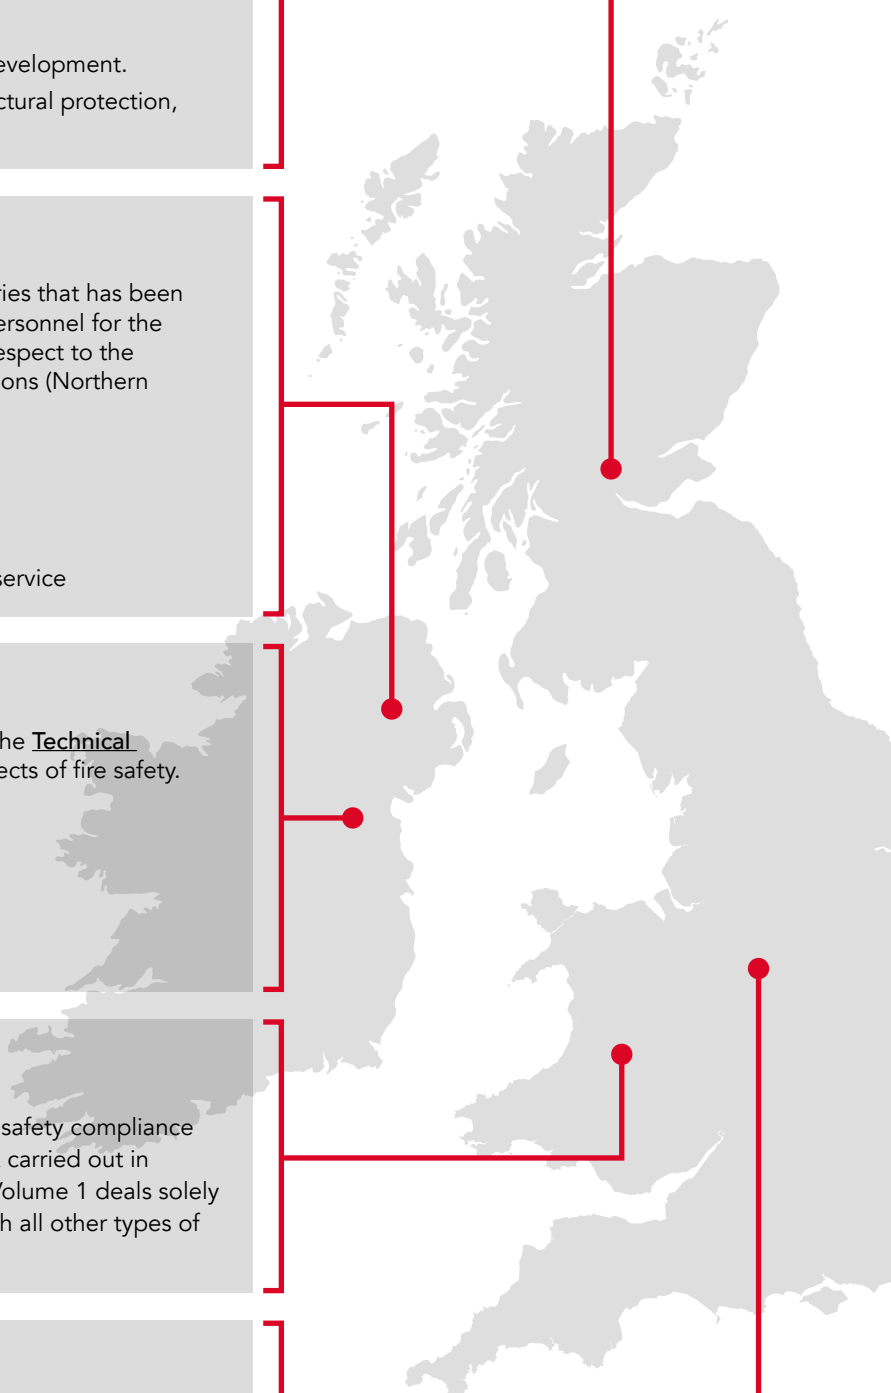 evelopment.
ctural protection,
ries that has been
ersonnel for the
espect to the
ons (Northern
service
he Technical
ects of fire safety.
safety compliance
carried out in
Volume 1 deals solely
h all other types of